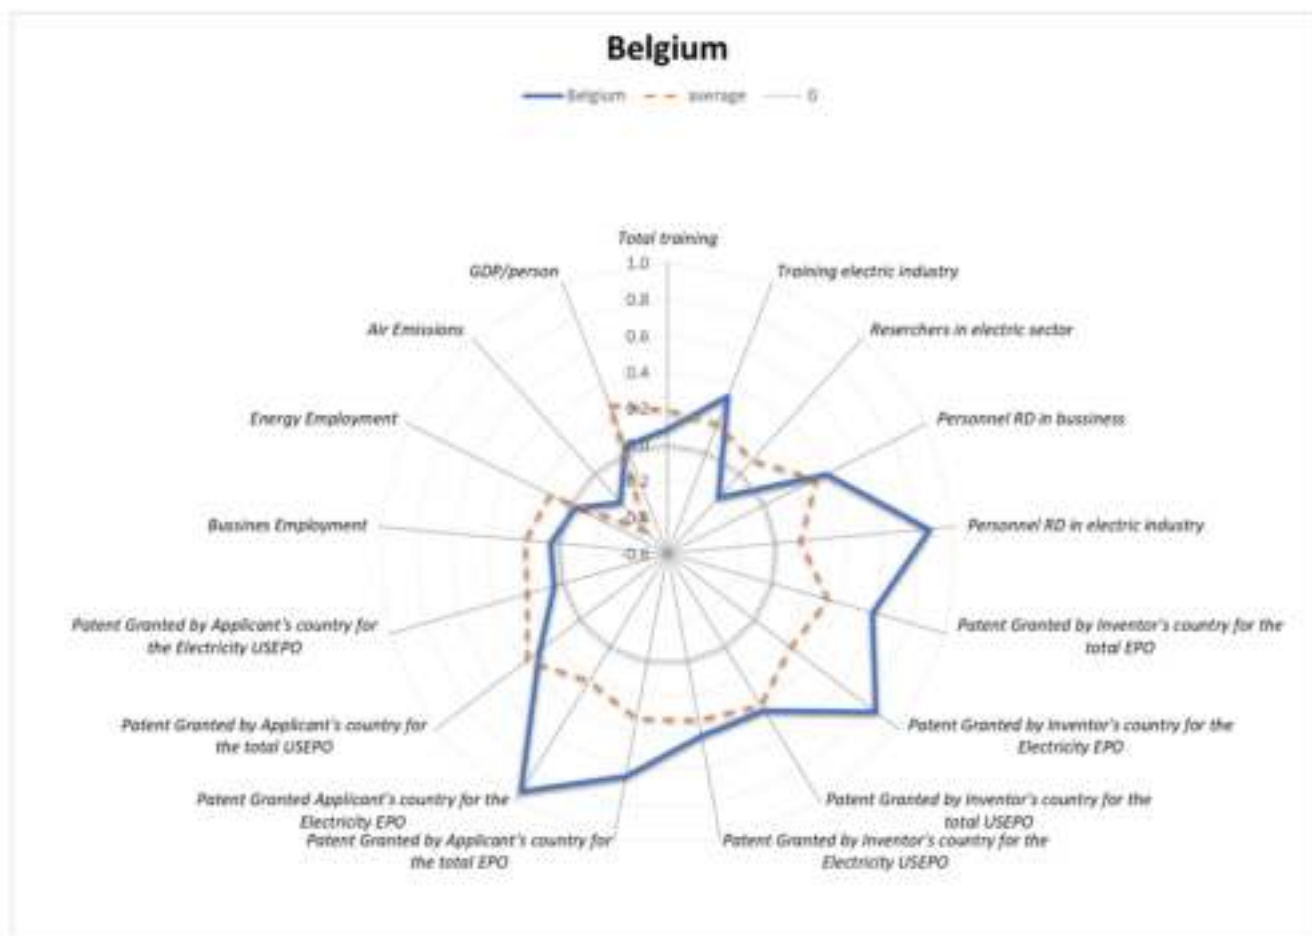 Belgium
Belgium average 0
Total training
GDP/person
Training electric industry
Air Emissions
Reserchers in electric sector
Energy Employment
Personnel RD in bussiness
Bussines Employment
Personnel RD in electric industry
1.0
0.8
0.6
0.4
0.2
Patent Granted by Applicant's country for
the Electricity USEPO
Patent Granted by Inventor's country for the
total EPO
Patent Granted by Applicant's country for
the total USEPO
Patent Granted by Inventor's country for the
Electricity EPO
Patent Granted Applicant's country for the
Electricity EPO
Patent Granted by Inventor's country for the
total USEPO
Patent Granted by Applicant's country for
the total EPO
Patent Granted by Inventor's country for the
Electricity USEPO